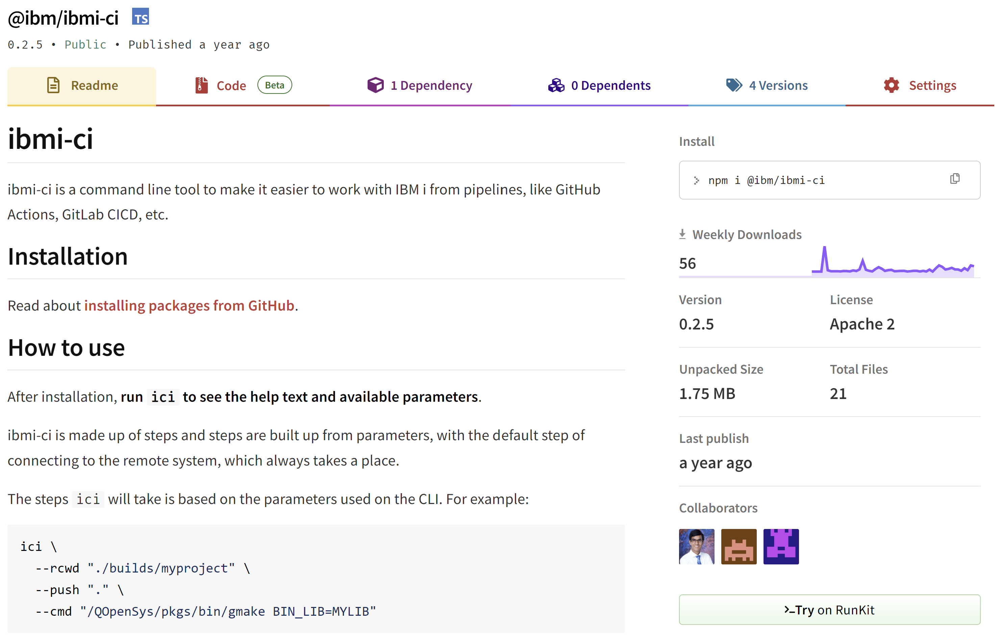 @ibm/ibmi-ci TS
0.2.5 • Public • Published a year ago
Readme
Code Beta
1 Dependency
0 Dependents
4 Versions
Settings
ibmi-ci
ibmi-ci is a command line tool to make it easier to work with IBM i from pipelines, like GitHub
Actions, GitLab CICD, etc.
Installation
Read about installing packages from GitHub.
How to use
After installation, run ici to see the help text and available parameters.
ibmi-ci is made up of steps and steps are built up from parameters, with the default step of
connecting to the remote system, which always takes a place.
The steps ici will take is based on the parameters used on the CLI. For example:
ici \
--rcwd "./builds/myproject" \
--push "." \
--cmd "/QOpenSys/pkgs/bin/gmake BIN_LIB=MYLIB"
Install
npm i @ibm/ibmi-ci
Weekly Downloads
56
Version
0.2.5
License
Apache 2
Unpacked Size
1.75 MB
Total Files
21
Last publish
a year ago
Collaborators
Try on RunKit